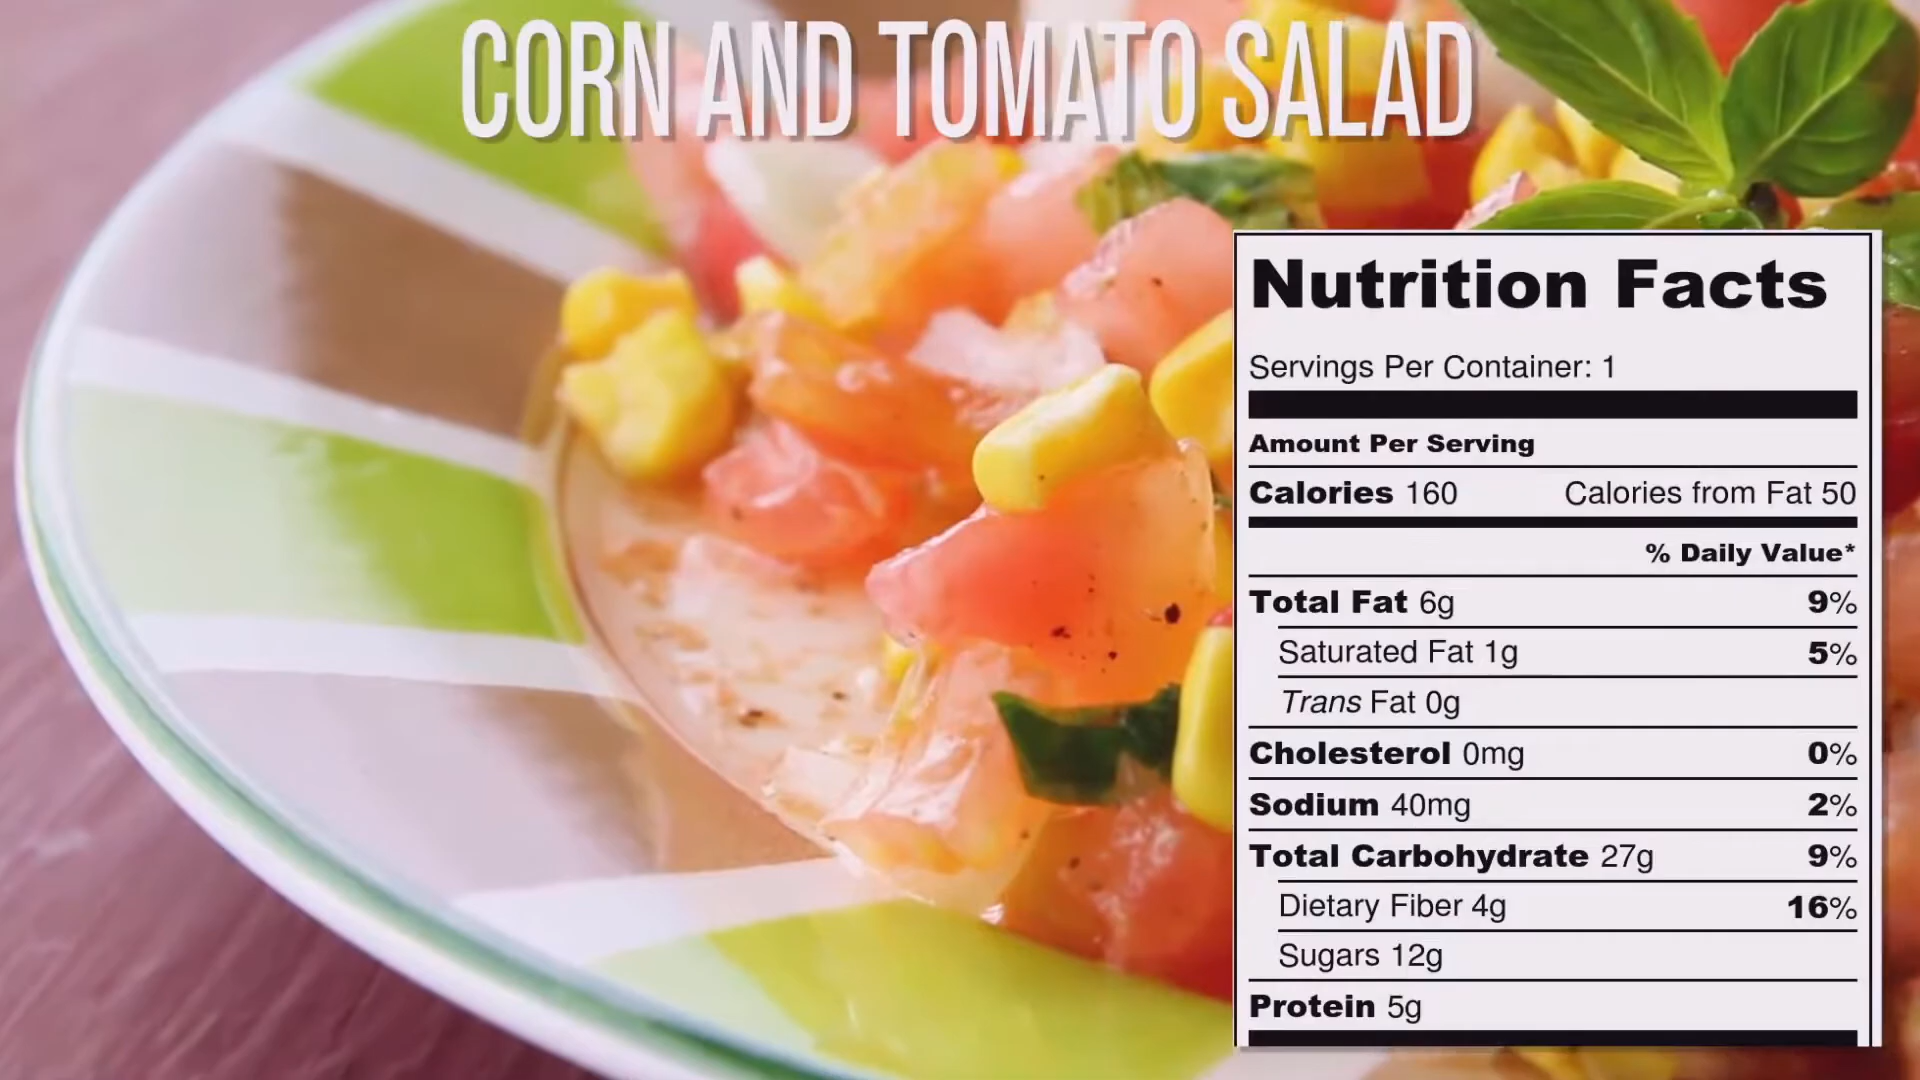 CORN AND TOMATO SALAD
Nutrition Facts
Servings Per Container: 1
Amount Per Serving
Calories 160 Calories from Fat 50
% Daily Value*
Total Fat 6g 9%
Saturated Fat 1g 5%
Trans Fat 0g
Cholesterol 0mg 0%
Sodium 40mg 2%
Total Carbohydrate 27g 9%
Dietary Fiber 4g 16%
Sugars 12g
Protein 5g